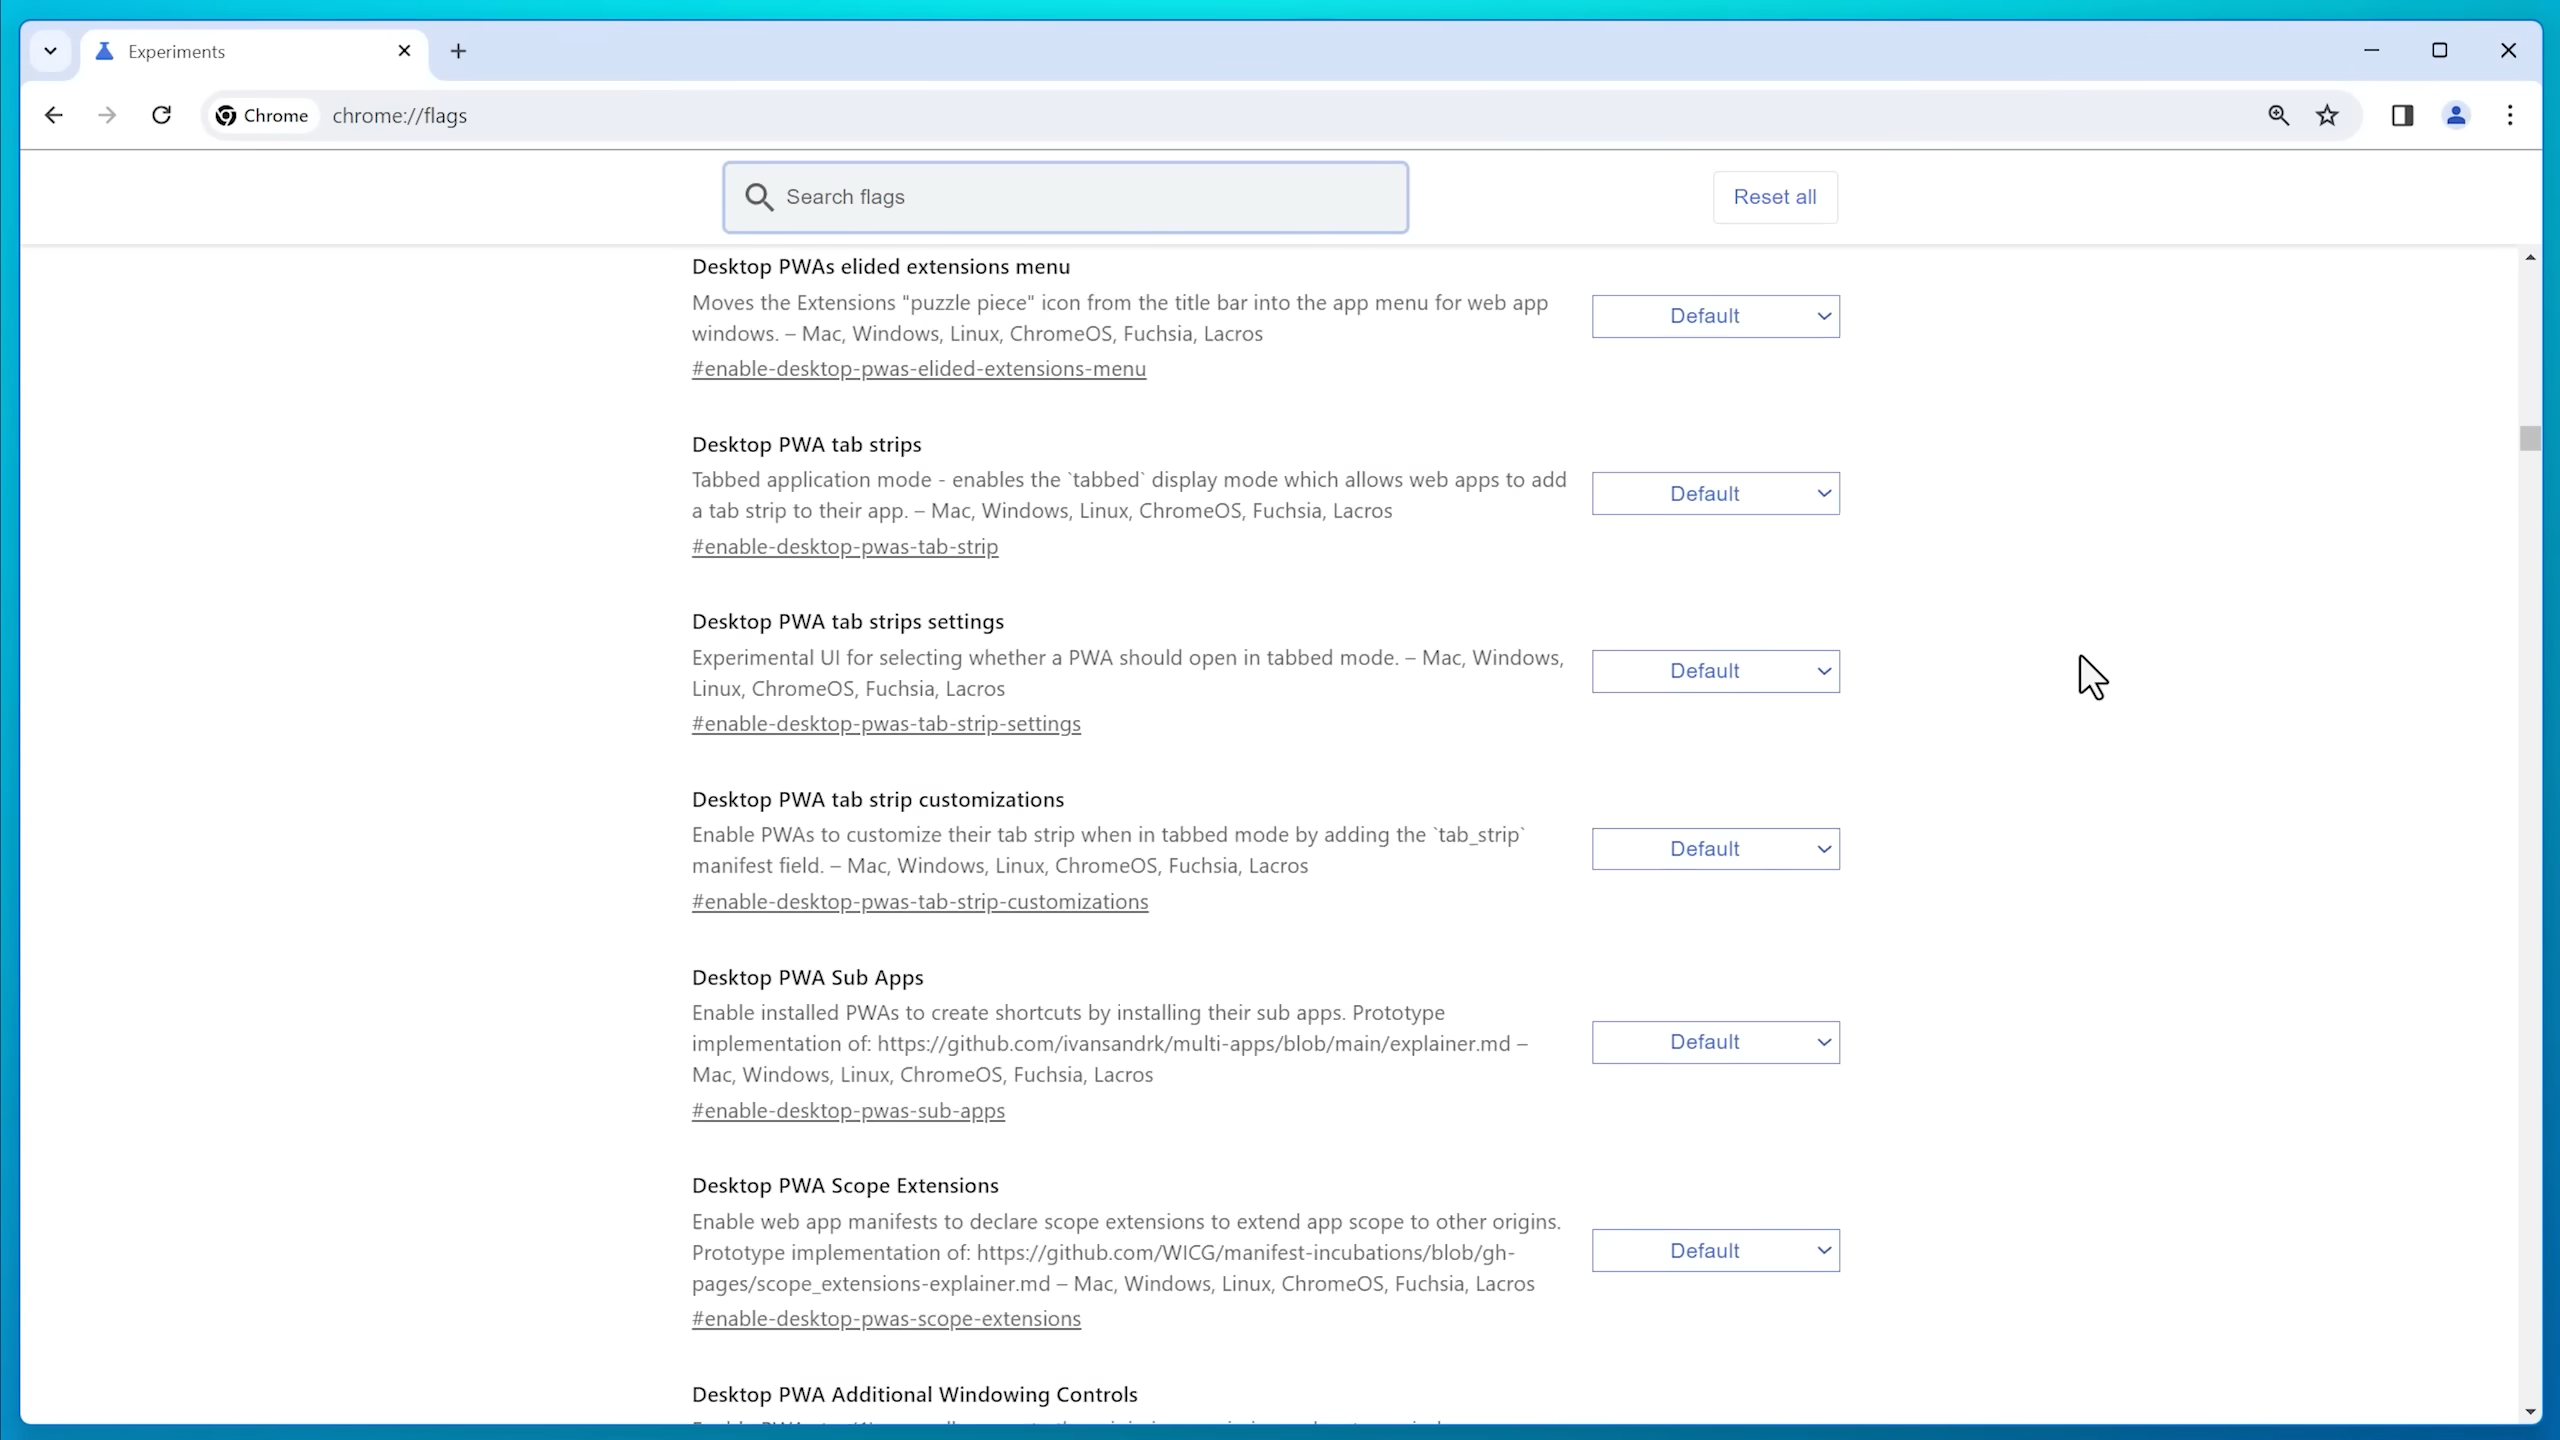 Experiments
Chrome
chrome://flags
Search flags
Reset all
Desktop PWAs elided extensions menu
Moves the Extensions "puzzle piece" icon from the title bar into the app menu for web app
windows. – Mac, Windows, Linux, ChromeOS, Fuchsia, Lacros
#enable-desktop-pwas-elided-extensions-menu
Default
Desktop PWA tab strips
Tabbed application mode - enables the `tabbed` display mode which allows web apps to add
a tab strip to their app. – Mac, Windows, Linux, ChromeOS, Fuchsia, Lacros
#enable-desktop-pwas-tab-strip
Default
Desktop PWA tab strips settings
Experimental UI for selecting whether a PWA should open in tabbed mode. – Mac, Windows,
Linux, ChromeOS, Fuchsia, Lacros
#enable-desktop-pwas-tab-strip-settings
Default
Desktop PWA tab strip customizations
Enable PWAs to customize their tab strip when in tabbed mode by adding the `tab_strip`
manifest field. – Mac, Windows, Linux, ChromeOS, Fuchsia, Lacros
#enable-desktop-pwas-tab-strip-customizations
Default
Desktop PWA Sub Apps
Enable installed PWAs to create shortcuts by installing their sub apps. Prototype
implementation of: https://github.com/ivansandrk/multi-apps/blob/main/explainer.md –
Mac, Windows, Linux, ChromeOS, Fuchsia, Lacros
#enable-desktop-pwas-sub-apps
Default
Desktop PWA Scope Extensions
Enable web app manifests to declare scope extensions to extend app scope to other origins.
Prototype implementation of: https://github.com/WICG/manifest-incubations/blob/gh-
pages/scope_extensions-explainer.md – Mac, Windows, Linux, ChromeOS, Fuchsia, Lacros
#enable-desktop-pwas-scope-extensions
Default
Desktop PWA Additional Windowing Controls